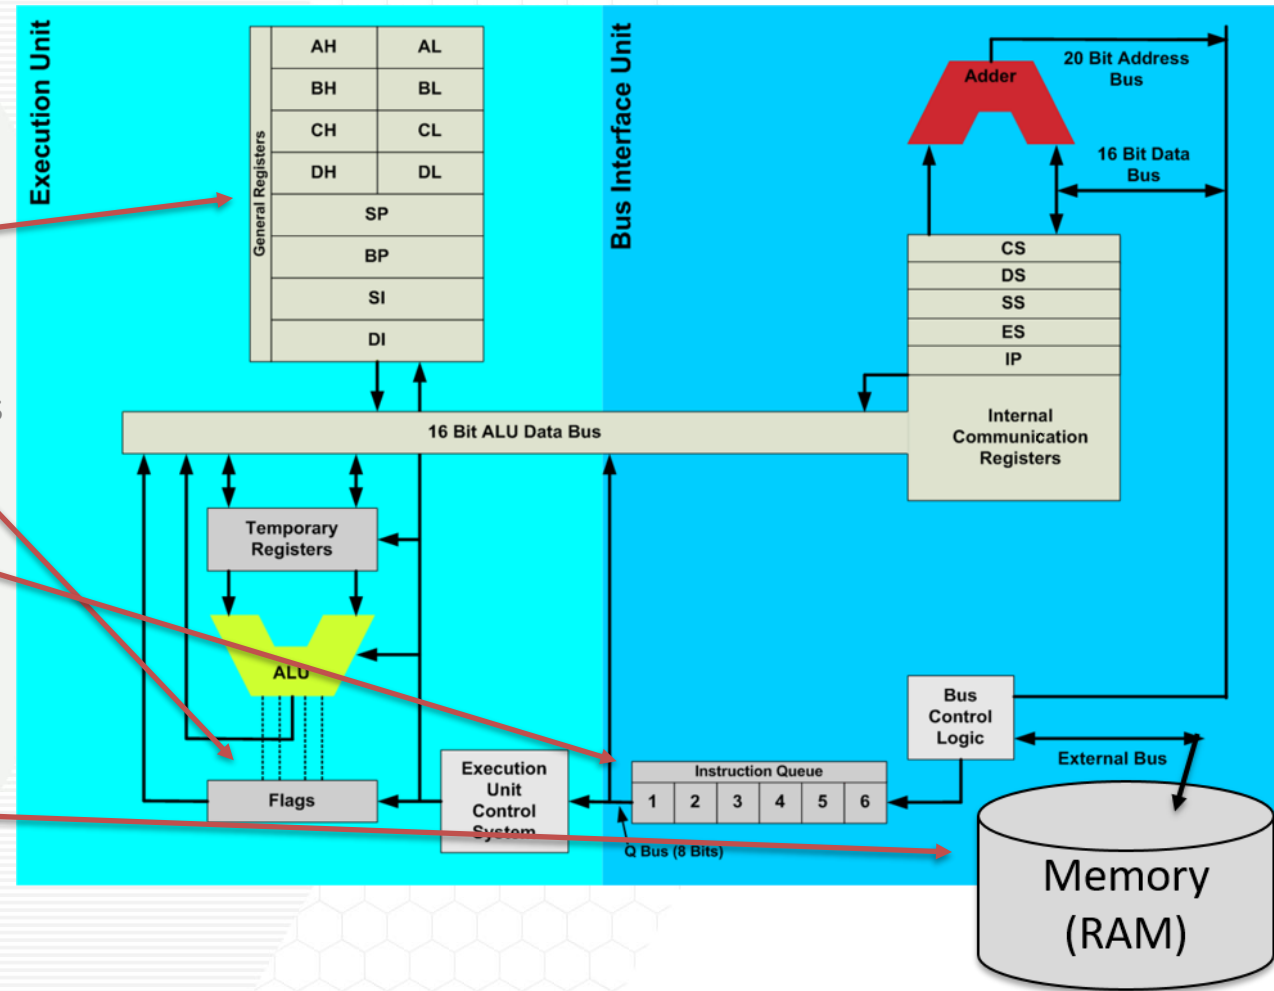 Execution Unit
General Registers
AH
AL
BH
BL
CH
CL
DH
DL
SP
BP
SI
DI
Bus Interface Unit
Adder
20 Bit Address
Bus
16 Bit Data
Bus
CS
DS
SS
ES
IP
Internal
Communication
Registers
s
16 Bit ALU Data Bus
Temporary
Registers
ALU
Flags
Execution
Unit
Control
System
Instruction Queue
1
2
3
4
5
6
Q Bus (8 Bits)
Bus
Control
Logic
External Bus
Memory
(RAM)